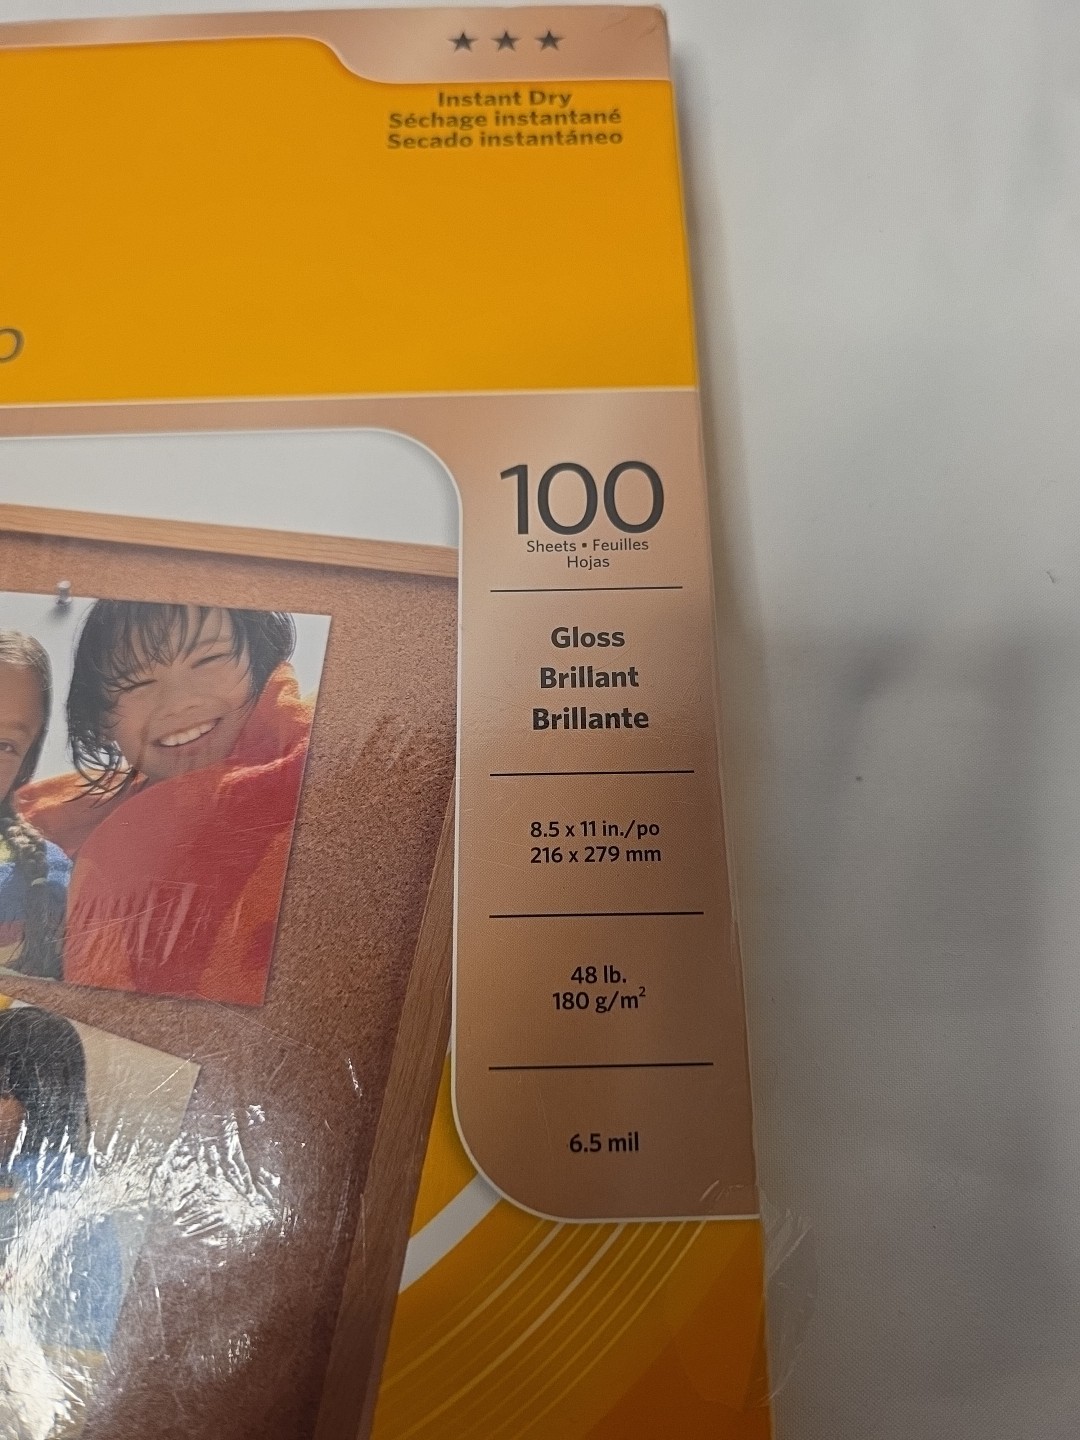 Instant Dry
Séchage instantané
Secado instantáneo
100
Sheets • Feuilles
Hojas
Gloss
Brillant
Brillante
8.5 x 11 in./po
216 x 279 mm
48 lb.
180 g/m²
6.5 mil